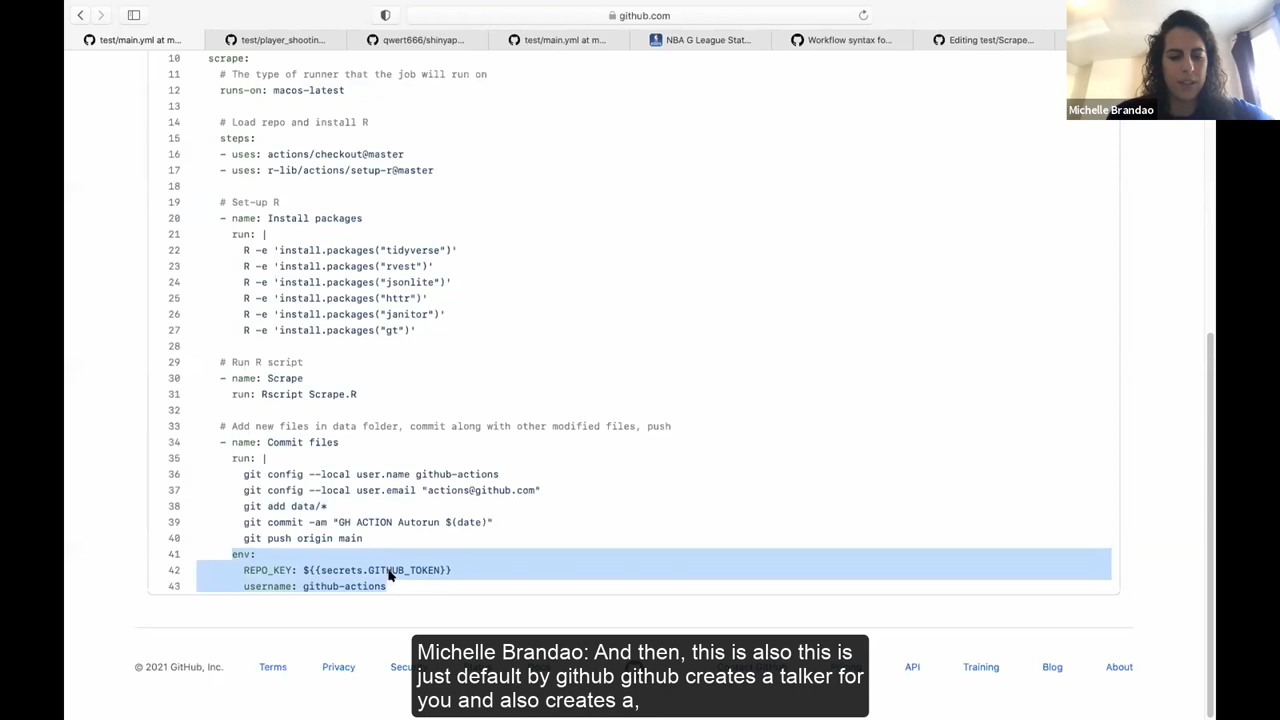 github.com
test/main.yml at m...
test/player_shootin...
qwert666/shinyap...
test/main.yml at m...
NBA G League Stat...
Workflow syntax fo...
Editing test/Scrape...
Michelle Brandao
10 scrape:
11 # The type of runner that the job will run on
12 runs-on: macos-latest
13
14 # Load repo and install R
15 steps:
16 - uses: actions/checkout@master
17 - uses: r-lib/actions/setup-r@master
18
19 # Set-up R
20 - name: Install packages
21 run: |
22 R -e 'install.packages("tidyverse")'
23 R -e 'install.packages("rvest")'
24 R -e 'install.packages("jsonlite")'
25 R -e 'install.packages("httr")'
26 R -e 'install.packages("janitor")'
27 R -e 'install.packages("gt")'
28
29 # Run R script
30 - name: Scrape
31 run: Rscript Scrape.R
32
33 # Add new files in data folder, commit along with other modified files, push
34 - name: Commit files
35 run: |
36 git config --local user.name github-actions
37 git config --local user.email "actions@github.com"
38 git add data/*
39 git commit -am "GH ACTION Autorun $(date)"
40 git push origin main
41 env:
42 REPO_KEY: ${{secrets.GITHUB_TOKEN}}
43 username: github-actions
© 2021 GitHub, Inc. Terms Privacy API Training Blog About
Michelle Brandao: And then, this is also this is
just default by github github creates a talker for
you and also creates a,